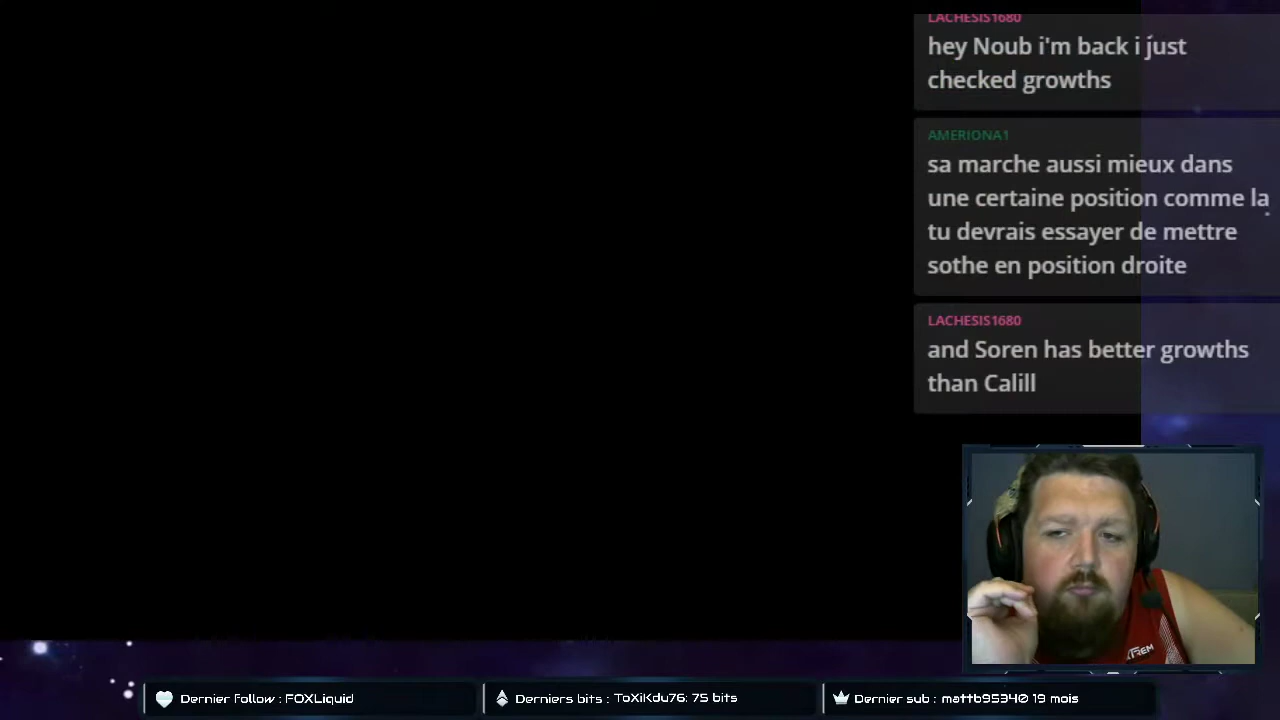 LACHESIS1680
hey Noub i'm back i just
checked growths
AMERIONA1
sa marche aussi mieux dans
une certaine position comme la
tu devrais essayer de mettre
sothe en position droite
LACHESIS1680
and Soren has better growths
than Calill
XTREM
Dernier Follow : FOXLiquid
Derniers bits : ToXiKdu76: 75 bits
Dernier sub : mattb95340 19 mois